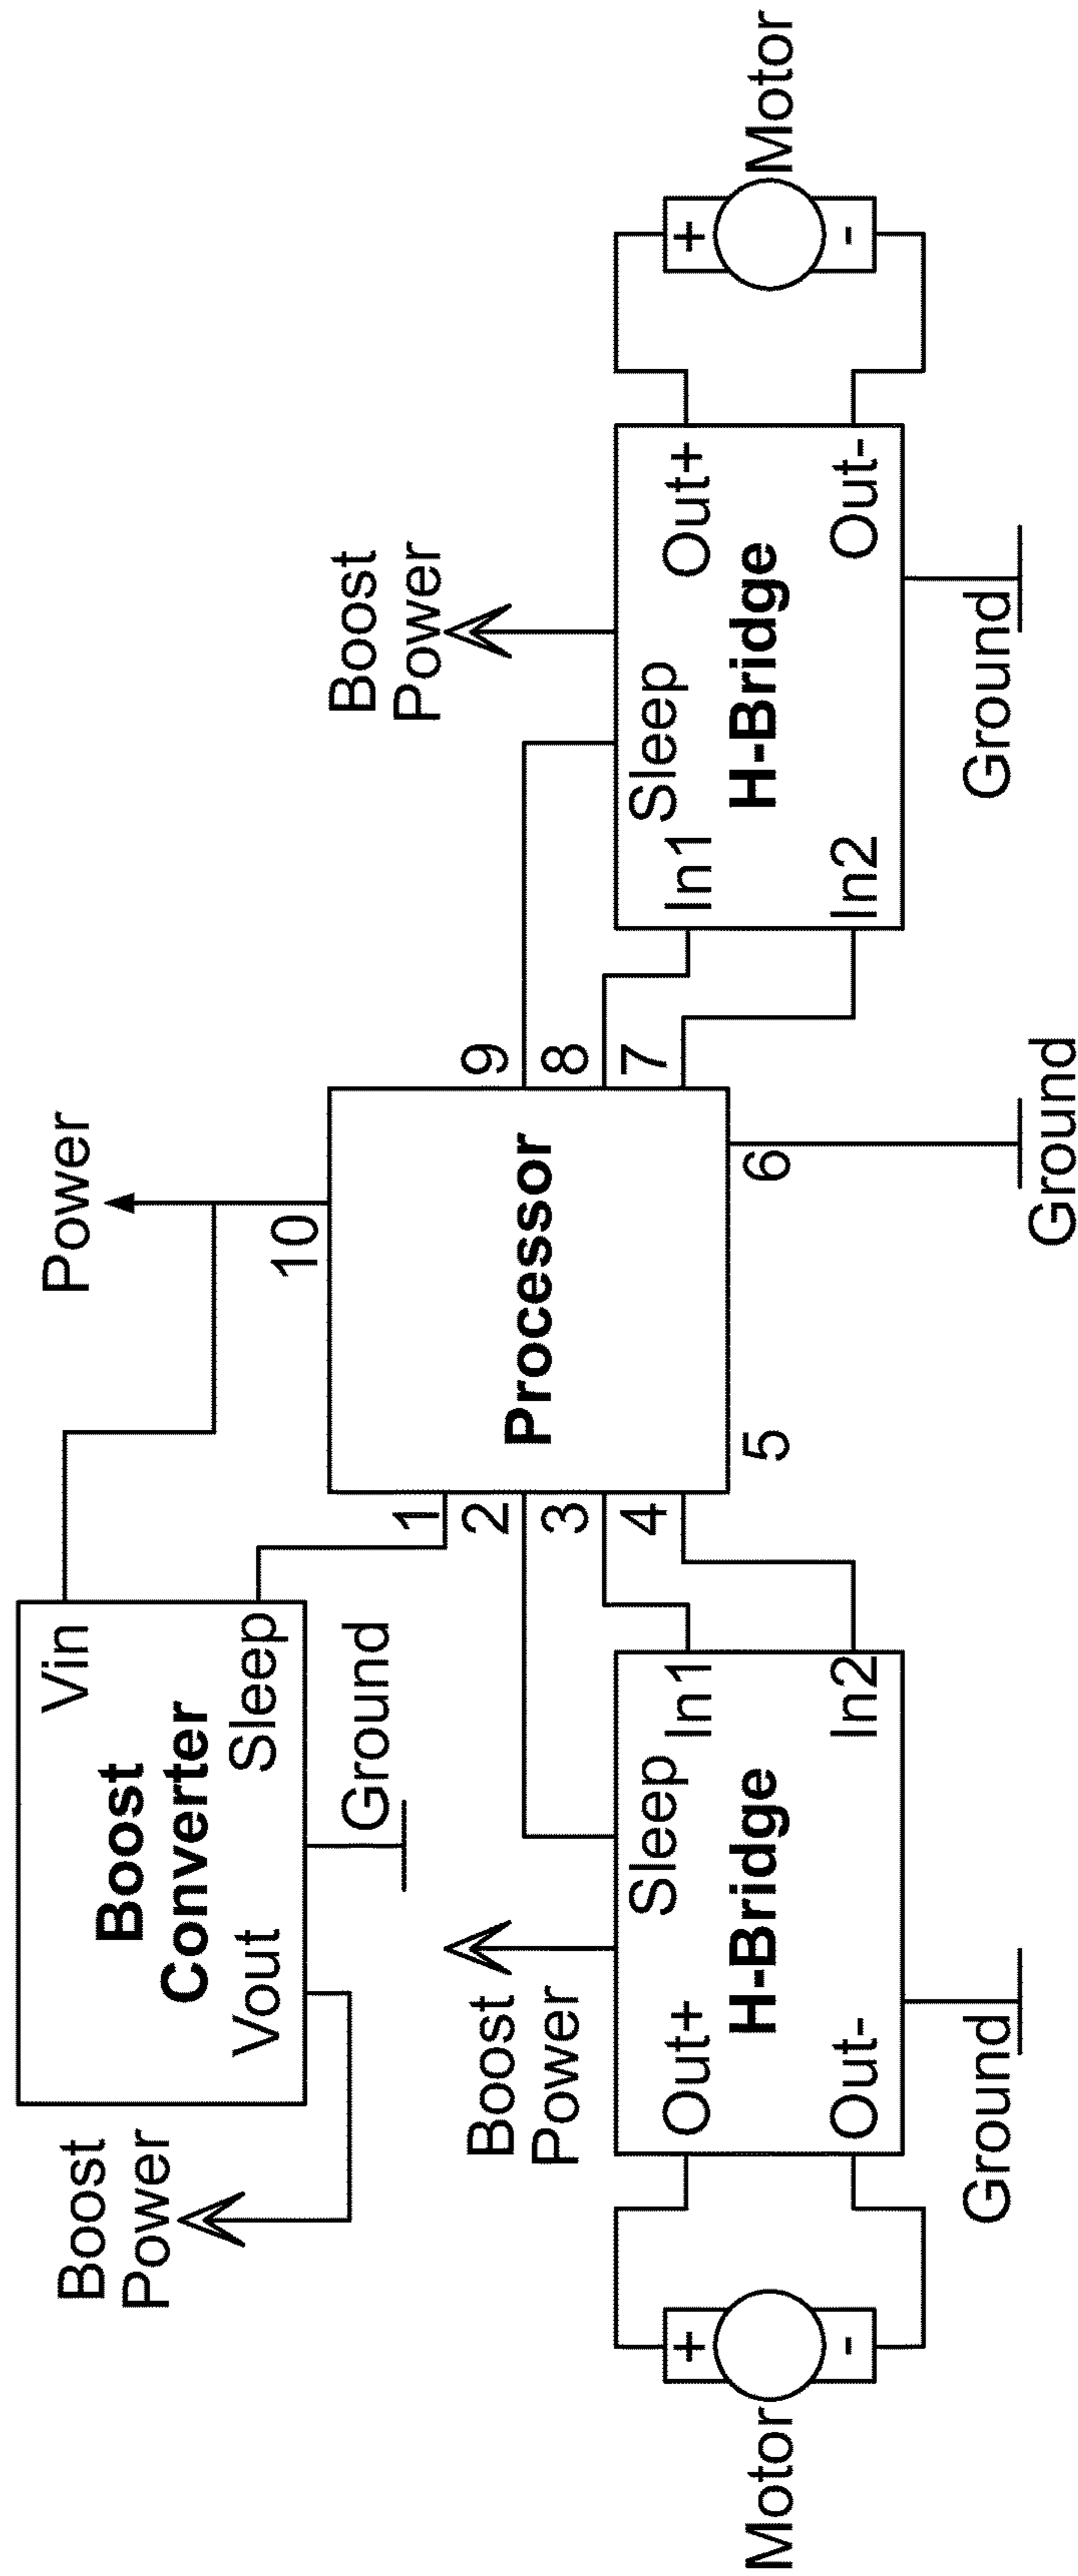 Boost
Power
Boost
Converter
Vin
Vout
Sleep
Ground
Power
10
Processor
1
2
3
4
5
6
7
8
9
Ground
Boost
Power
Sleep
Out+
In1
H-Bridge
Out-
In2
Ground
+
-
Motor
Boost
Power
Sleep
In1
Out+
H-Bridge
In2
Out-
Ground
+
-
Motor